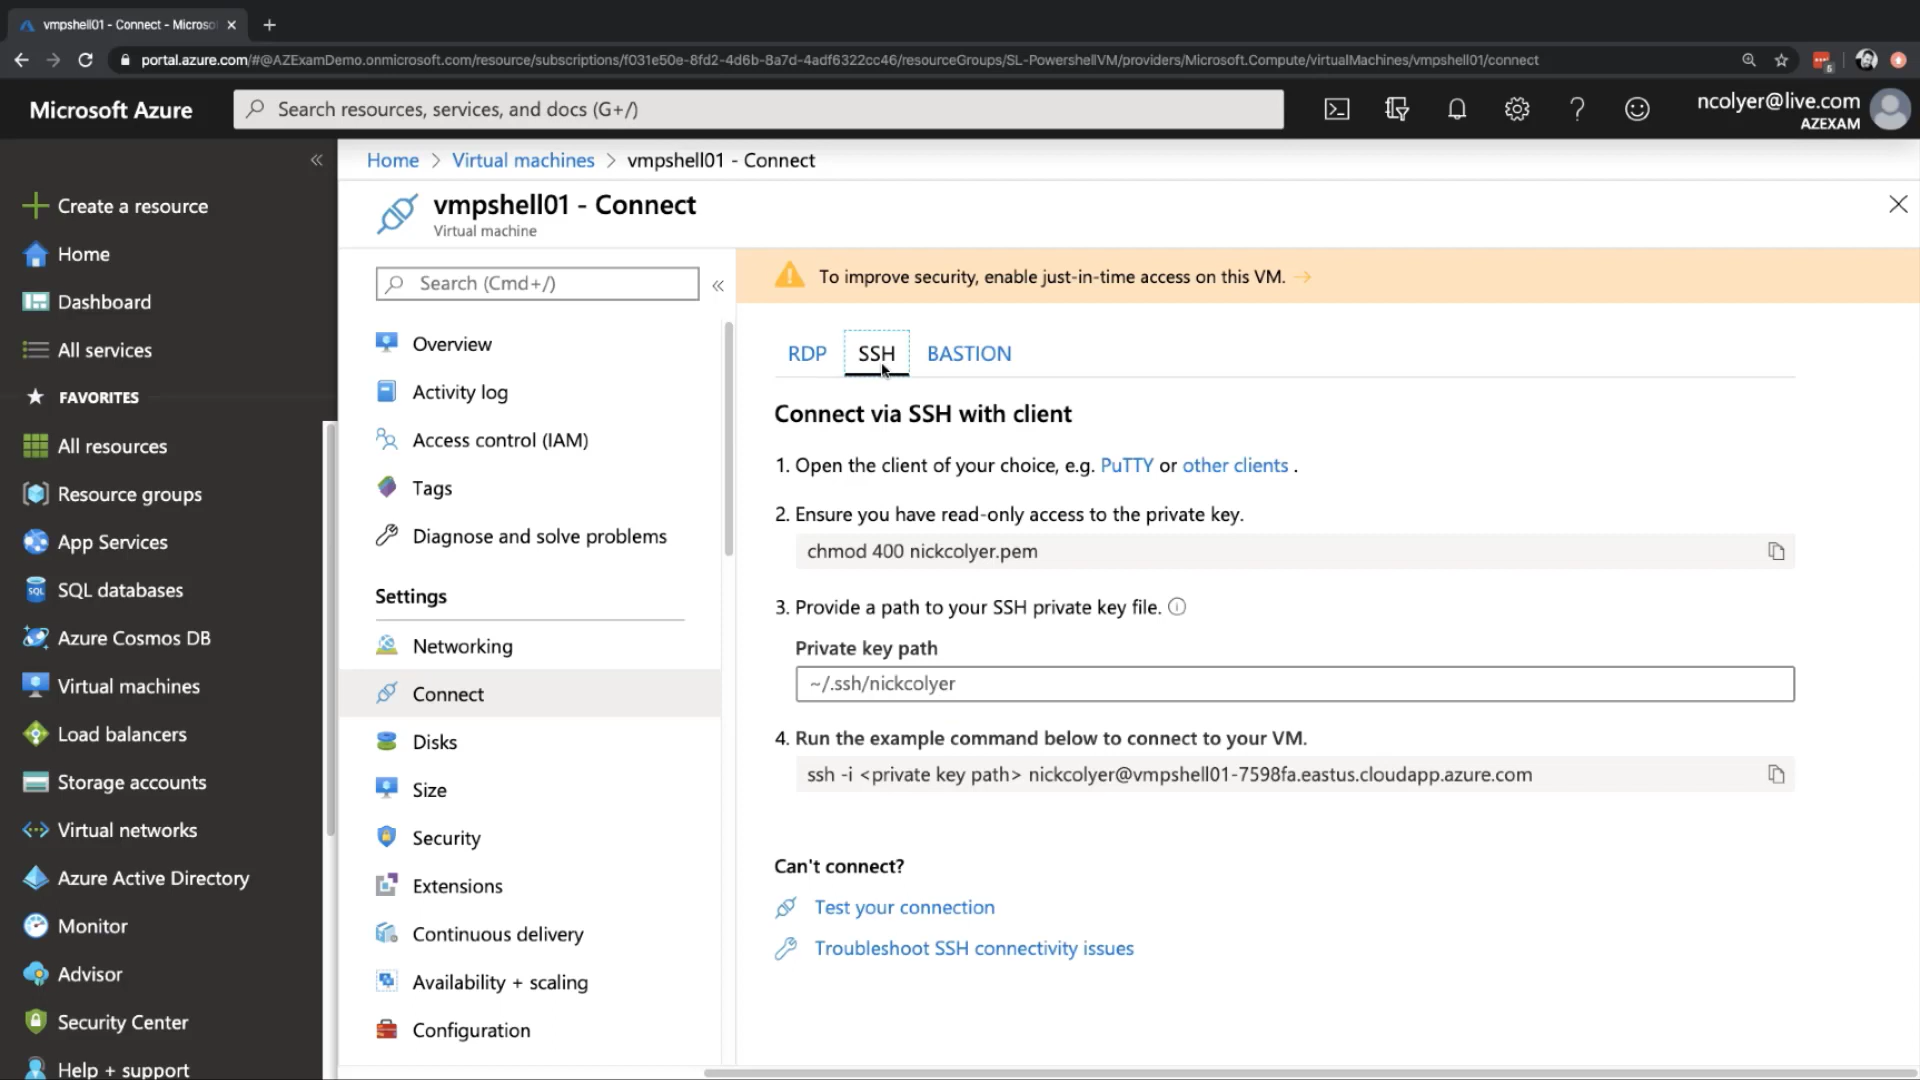 vmpshell01 - Connect - Microso
portal.azure.com/#@AZExamDemo.onmicrosoft.com/resource/subscriptions/f031e50e-8fd2-4d6b-8a7d-4adf6322cc46/resourceGroups/SL-PowershellVM/providers/Microsoft.Compute/virtualMachines/vmpshell01/connect
Microsoft Azure
Search resources, services, and docs (G+/)
ncolyer@live.com
AZEXAM
Create a resource
Home
Dashboard
All services
FAVORITES
All resources
Resource groups
App Services
SQL databases
Azure Cosmos DB
Virtual machines
Load balancers
Storage accounts
Virtual networks
Azure Active Directory
Monitor
Advisor
Security Center
Help + support
Home > Virtual machines > vmpshell01 - Connect
vmpshell01 - Connect
Virtual machine
Search (Cmd+/)
Overview
Activity log
Access control (IAM)
Tags
Diagnose and solve problems
Settings
Networking
Connect
Disks
Size
Security
Extensions
Continuous delivery
Availability + scaling
Configuration
To improve security, enable just-in-time access on this VM. →
RDP SSH BASTION
Connect via SSH with client
1. Open the client of your choice, e.g. PuTTY or other clients .
2. Ensure you have read-only access to the private key.
chmod 400 nickcolyer.pem
3. Provide a path to your SSH private key file.
Private key path
~/.ssh/nickcolyer
4. Run the example command below to connect to your VM.
ssh -i <private key path> nickcolyer@vmpshell01-7598fa.eastus.cloudapp.azure.com
Can't connect?
Test your connection
Troubleshoot SSH connectivity issues